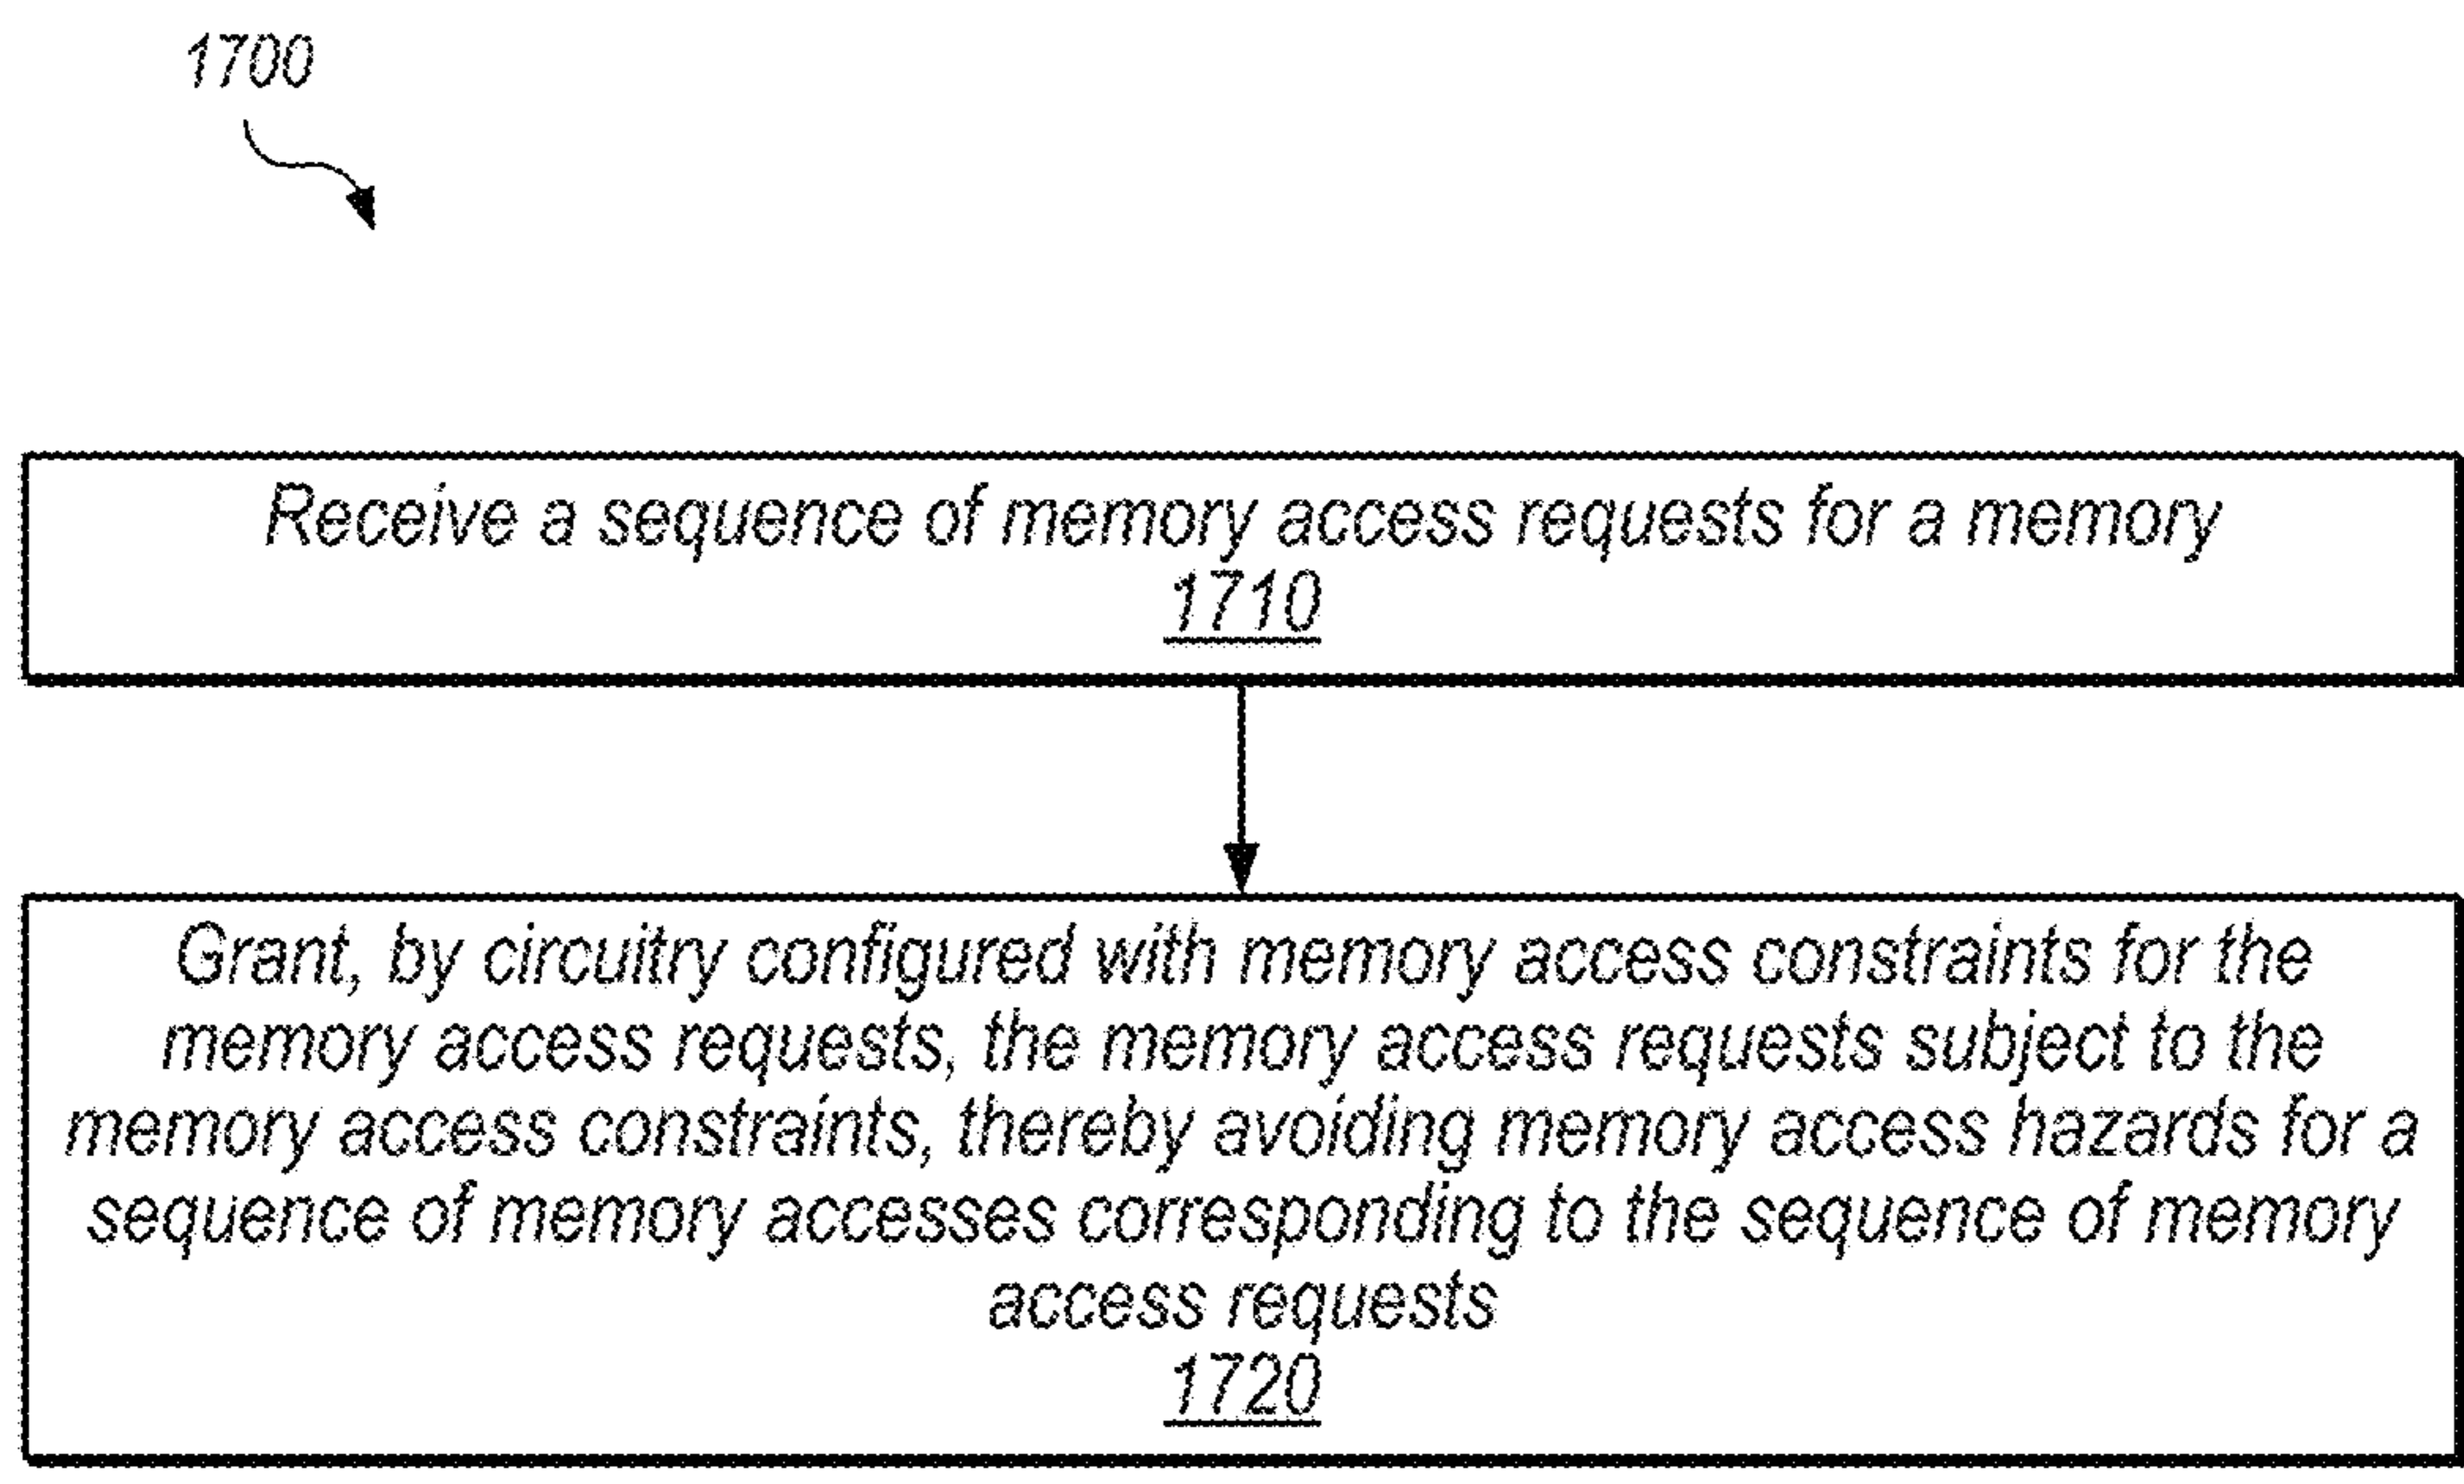 1700
Receive a sequence of memory access requests for a memory
1710
Grant, by circuitry configured with memory access constraints for the
memory access requests, the memory access requests subject to the
memory access constraints, thereby avoiding memory access hazards for a
sequence of memory accesses corresponding to the sequence of memory
access requests
1720